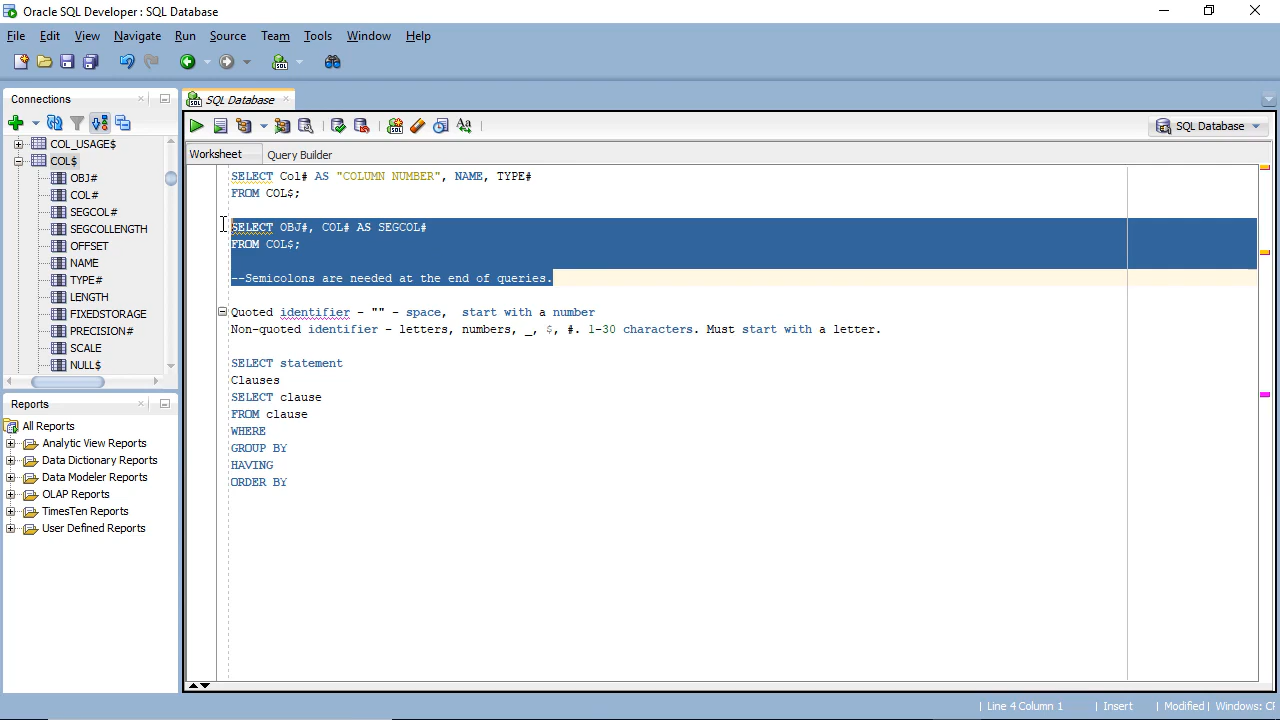 Oracle SQL Developer : SQL Database
File Edit View Navigate Run Source Team Tools Window Help
Connections
SQL Database
SQL Database
Worksheet
Query Builder
COL_USAGE$
COL$
OBJ#
COL#
SEGCOL#
SEGCOLLENGTH
OFFSET
NAME
TYPE#
LENGTH
FIXEDSTORAGE
PRECISION#
SCALE
NULL$
SELECT Col# AS "COLUMN NUMBER", NAME, TYPE#
FROM COL$;
SELECT OBJ#, COL# AS SEGCOL#
FROM COL$;
--Semicolons are needed at the end of queries.
Quoted identifier - "" - space, start with a number
Non-quoted identifier - letters, numbers, _, $, #. 1-30 characters. Must start with a letter.
SELECT statement
Clauses
SELECT clause
FROM clause
WHERE
GROUP BY
HAVING
ORDER BY
Reports
All Reports
Analytic View Reports
Data Dictionary Reports
Data Modeler Reports
OLAP Reports
TimesTen Reports
User Defined Reports
Line 4 Column 1
Insert
Modified
Windows: